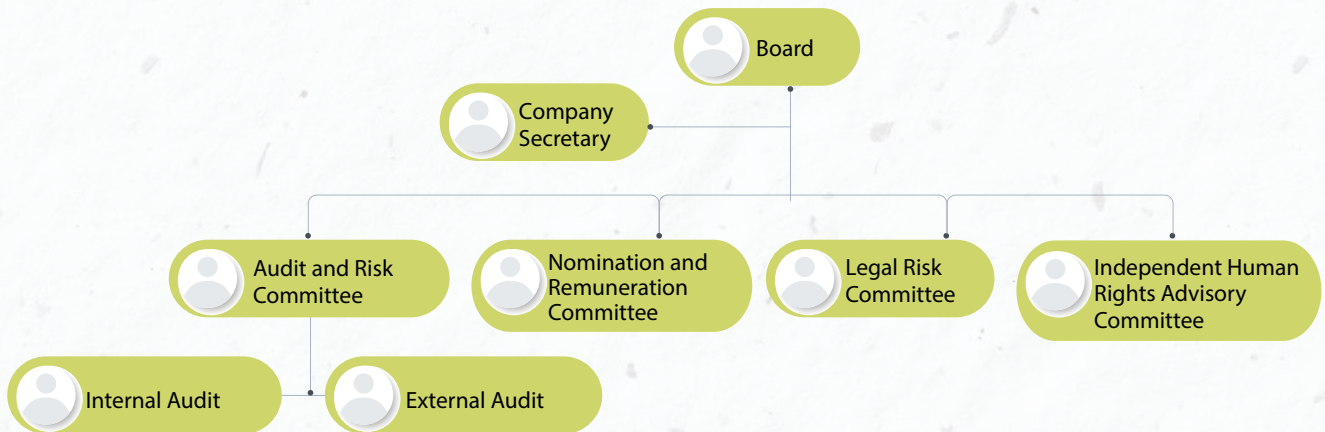 Board
Company
Secretary
Audit and Risk
Committee
Nomination and
Remuneration
Committee
Legal Risk
Committee
Independent Human
Rights Advisory
Committee
Internal Audit
External Audit